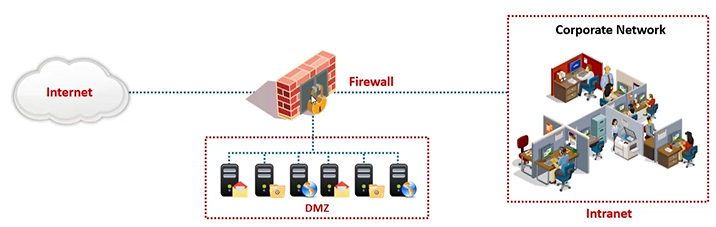 Corporate Network
Internet
Firewall
DMZ
Intranet